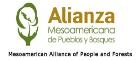 Alianza
Mesoamericana
de Pueblos y Bosques
Mesoamerican Alliance of People and Forests